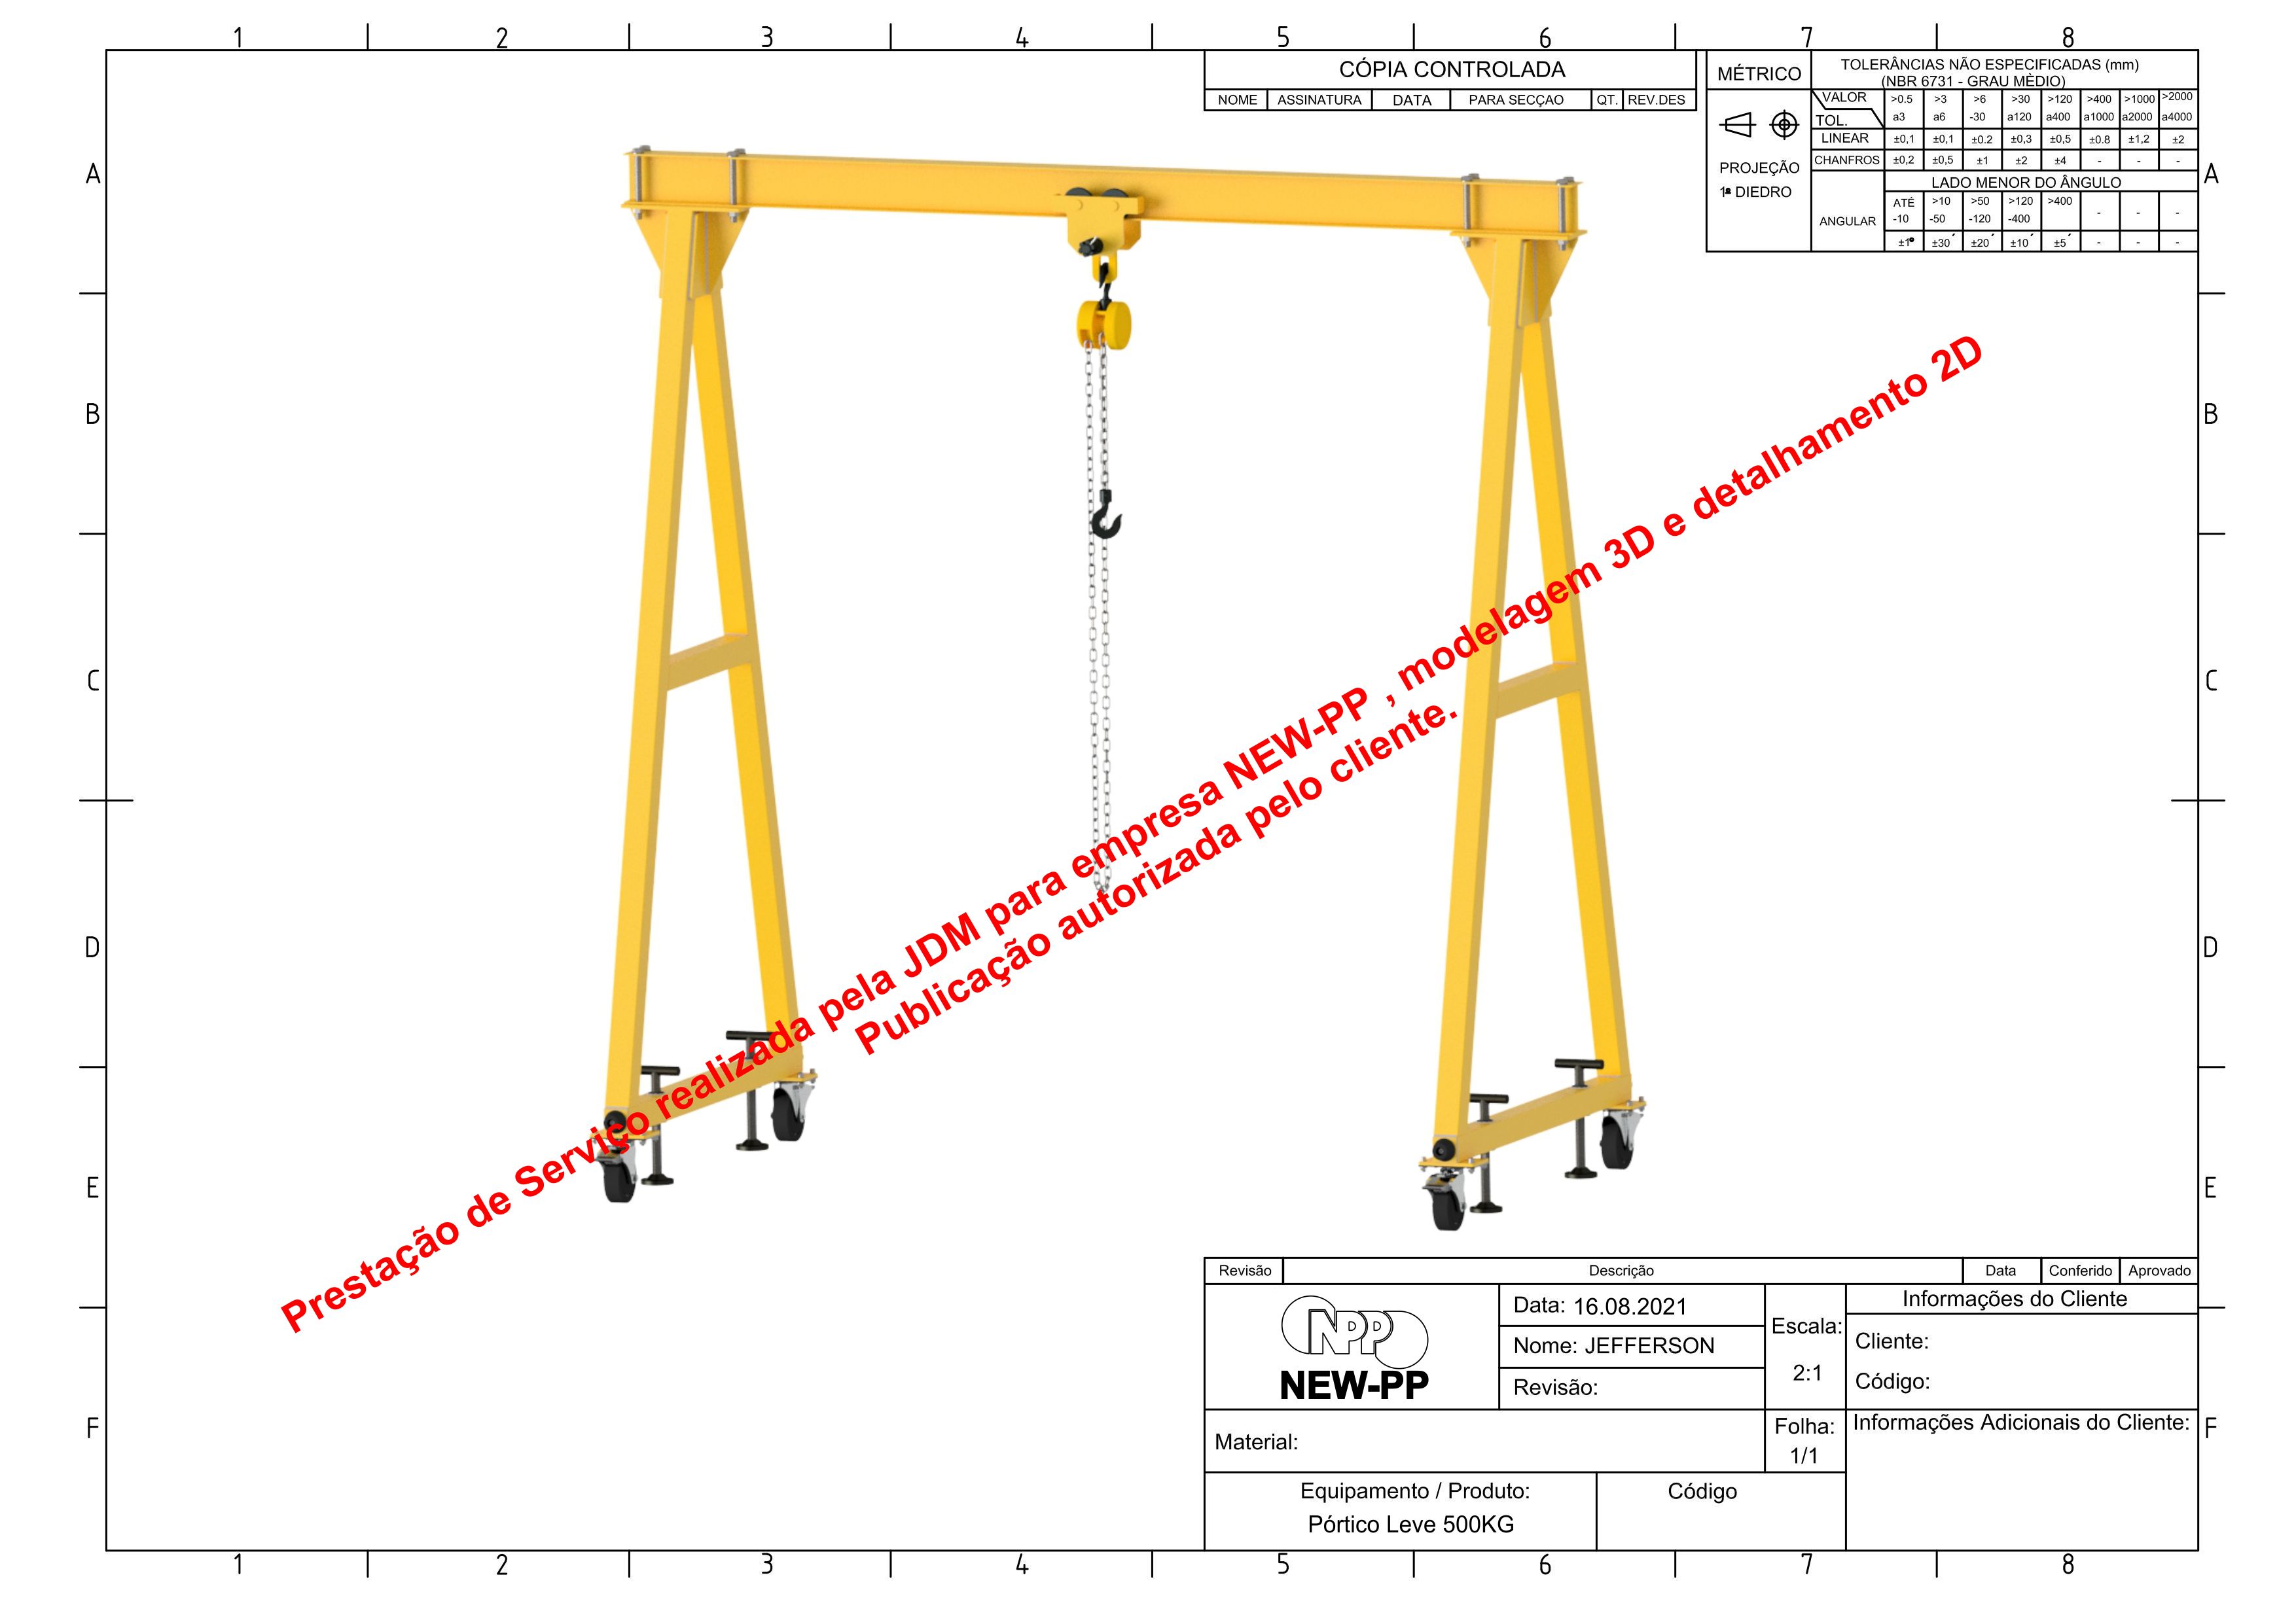 1 2 3 4 5 6 7 8
CÓPIA CONTROLADA
NOME ASSINATURA DATA PARA SECÇAO QT. REV.DES
MÉTRICO
PROJEÇÃO
1º DIEDRO
TOLERÂNCIAS NÃO ESPECIFICADAS (mm)
(NBR 6731 - GRAU MÈDIO)
VALOR >0.5 >3 >6 >30 >120 >400 >1000 >2000
TOL. a3 a6 -30 a120 a400 a1000 a2000 a4000
LINEAR ±0,1 ±0,1 ±0.2 ±0,3 ±0,5 ±0.8 ±1,2 ±2
CHANFROS ±0,2 ±0,5 ±1 ±2 ±4 - - -
LADO MENOR DO ÂNGULO
ANGULAR
ATÉ >10 >50 >120 >400
-10 -50 -120 -400 - - -
±1º ±30´ ±20´ ±10´ ±5´ - - -
A A
B B
C C
D D
E E
F F
Prestação de Serviço realizada pela JDM para empresa NEW-PP , modelagem 3D e detalhamento 2D
Publicação autorizada pelo cliente.
Revisão Descrição Data Conferido Aprovado
NPP
NEW-PP
Data: 16.08.2021
Nome: JEFFERSON
Revisão:
Escala:
2:1
Informações do Cliente
Cliente:
Código:
Material:
Folha:
1/1
Informações Adicionais do Cliente:
Equipamento / Produto:
Pórtico Leve 500KG
Código
1 2 3 4 5 6 7 8